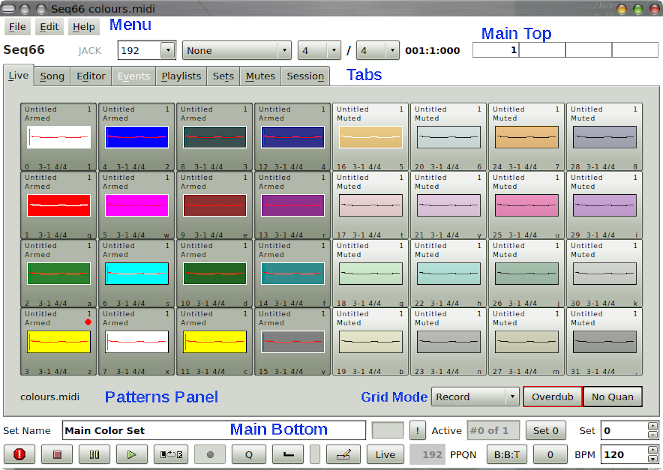 Seq66 colours.midi
File Edit Help Menu
Main Top
Seq66 JACK 192 None 4 / 4 001:1:000 1
Live Song Editor Events Playlists Sets Mutes Session Tabs
Untitled 1 Untitled 1 Untitled 1 Untitled 1 Untitled 1 Untitled 1 Untitled 1 Untitled 1
Armed Armed Armed Armed Muted Muted Muted Muted
0 3-1 4/4 1 4 3-1 4/4 2 8 3-1 4/4 3 12 3-1 4/4 4 16 3-1 4/4 5 20 3-1 4/4 6 24 3-1 4/4 7 28 3-1 4/4 8
Untitled 1 Untitled 1 Untitled 1 Untitled 1 Untitled 1 Untitled 1 Untitled 1 Untitled 1
Armed Armed Armed Armed Muted Muted Muted Muted
1 3-1 4/4 q 5 3-1 4/4 w 9 3-1 4/4 e 13 3-1 4/4 r 17 3-1 4/4 t 21 3-1 4/4 y 25 3-1 4/4 u 29 3-1 4/4 i
Untitled 1 Untitled 1 Untitled 1 Untitled 1 Untitled 1 Untitled 1 Untitled 1 Untitled 1
Armed Armed Armed Armed Muted Muted Muted Muted
2 3-1 4/4 a 6 3-1 4/4 s 10 3-1 4/4 d 14 3-1 4/4 f 18 3-1 4/4 g 22 3-1 4/4 h 26 3-1 4/4 j 30 3-1 4/4 k
Untitled 1 Untitled 1 Untitled 1 Untitled 1 Untitled 1 Untitled 1 Untitled 1 Untitled 1
Armed Armed Armed Armed Muted Muted Muted Muted
3 3-1 4/4 z 7 3-1 4/4 x 11 3-1 4/4 c 15 3-1 4/4 v 19 3-1 4/4 b 23 3-1 4/4 n 27 3-1 4/4 m 31 3-1 4/4 ,
colours.midi Patterns Panel Grid Mode Record Overdub No Quan
Set Name Main Color Set Main Bottom ! Active #0 of 1 Set 0 Set 0
Q Live 192 PPQN B:B:T 0 BPM 120